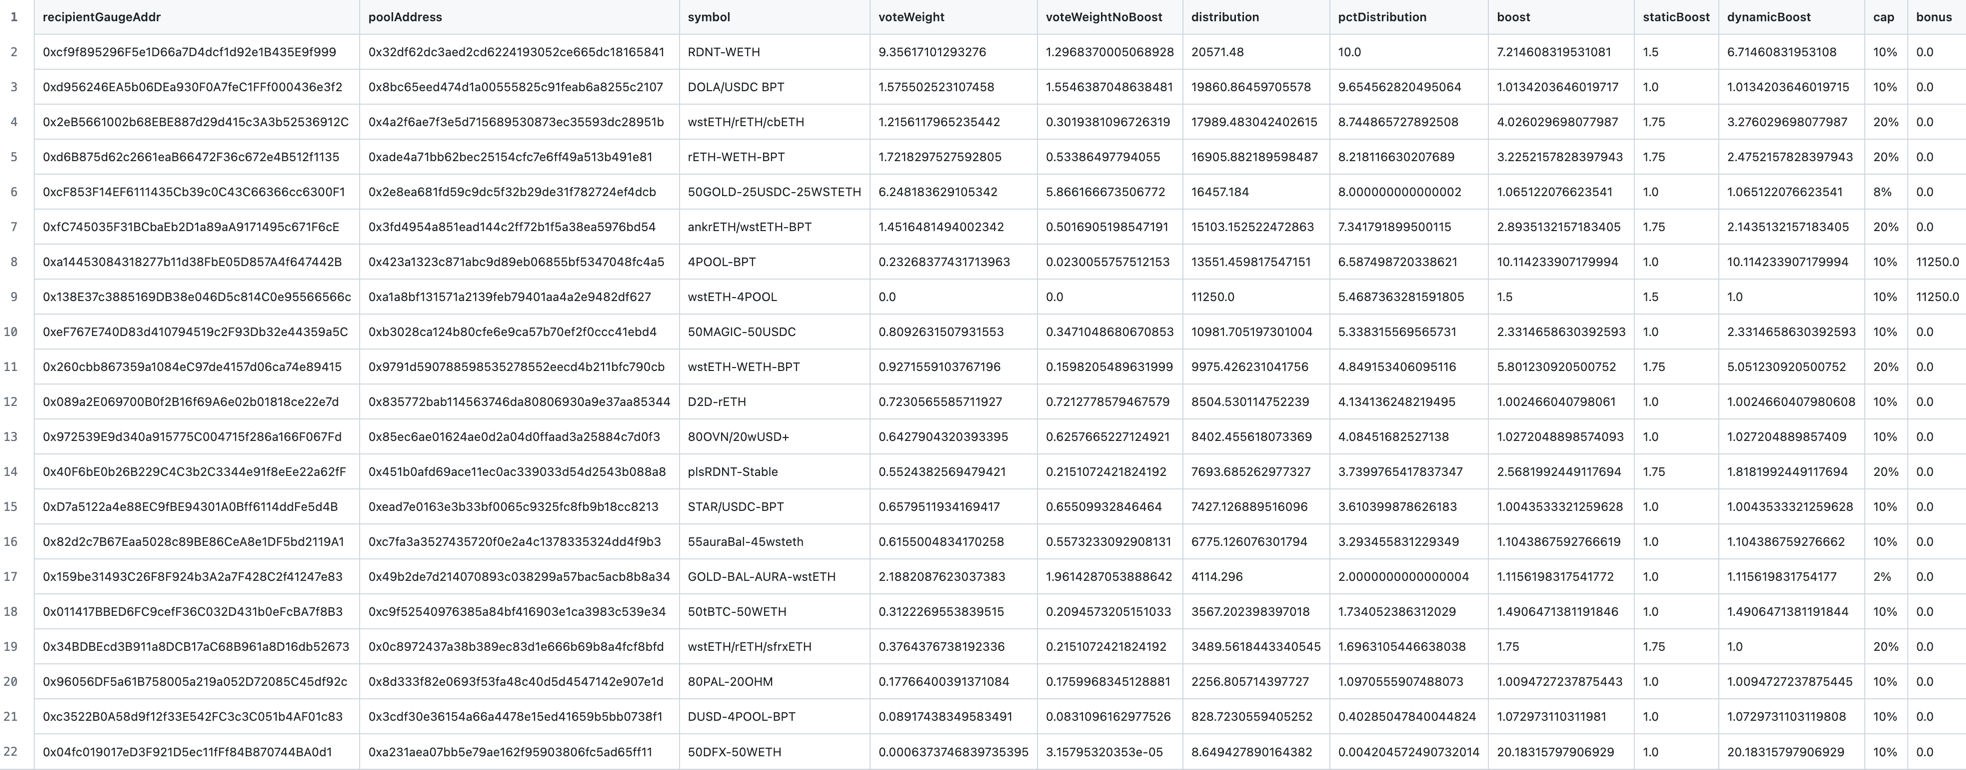 1 recipientGaugeAddr poolAddress symbol voteWeight voteWeightNoBoost distribution pctDistribution boost staticBoost dynamicBoost cap bonus
2 0xcf9f895296F5e1D66a7D4dcf1d92e1B435E9f999 0x32df62dc3aed2cd6224193052ce665dc18165841 RDNT-WETH 9.35617101293276 1.2968370005068928 20571.48 10.0 7.214608319531081 1.5 6.71460831953108 10% 0.0
3 0xd956246EA5b06DEa930F0A7feC1FFf000436e3f2 0x8bc65eed474d1a00555825c91feab6a8255c2107 DOLA/USDC BPT 1.575502523107458 1.5546387048638481 19860.86459705578 9.654562820495064 1.0134203646019717 1.0 1.0134203646019715 10% 0.0
4 0x2eB5661002b68EBE887d29d415c3A3b52536912C 0x4a2f6ae7f3e5d715689530873ec35593dc28951b wstETH/rETH/cbETH 1.2156117965235442 0.3019381096726319 17989.483042402615 8.744865727892508 4.026029698077987 1.75 3.276029698077987 20% 0.0
5 0xd6B875d62c2661eaB66472F36c672e4B512f1135 0xade4a71bb62bec25154cfc7e6ff49a513b491e81 rETH-WETH-BPT 1.7218297527592805 0.53386497794055 16905.882189598487 8.218116630207689 3.2252157828397943 1.75 2.4752157828397943 20% 0.0
6 0xcF853F14EF6111435Cb39c0C43C66366cc6300F1 0x2e8ea681fd59c9dc5f32b29de31f782724ef4dcb 50GOLD-25USDC-25WSTETH 6.248183629105342 5.866166673506772 16457.184 8.000000000000002 1.065122076623541 1.0 1.065122076623541 8% 0.0
7 0xfC745035F31BCbaEb2D1a89aA9171495c671F6cE 0x3fd4954a851ead144c2ff72b1f5a38ea5976bd54 ankrETH/wstETH-BPT 1.4516481494002342 0.5016905198547191 15103.152522472863 7.341791899500115 2.8935132157183405 1.75 2.1435132157183405 20% 0.0
8 0xa14453084318277b11d38FbE05D857A4f647442B 0x423a1323c871abc9d89eb06855bf5347048fc4a5 4POOL-BPT 0.23268377431713963 0.0230055757512153 13551.459817547151 6.587498720338621 10.114233907179994 1.0 10.114233907179994 10% 11250.0
9 0x138E37c3885169DB38e046D5c814C0e95566566c 0xa1a8bf131571a2139feb79401aa4a2e9482df627 wstETH-4POOL 0.0 0.0 11250.0 5.4687363281591805 1.5 1.5 1.0 10% 11250.0
10 0xeF767E740D83d410794519c2F93Db32e44359a5C 0xb3028ca124b80cfe6e9ca57b70ef2f0ccc41ebd4 50MAGIC-50USDC 0.8092631507931553 0.3471048680670853 10981.705197301004 5.338315569565731 2.3314658630392593 1.0 2.3314658630392593 10% 0.0
11 0x260cbb867359a1084eC97de4157d06ca74e89415 0x9791d590788598535278552eecd4b211bfc790cb wstETH-WETH-BPT 0.9271559103767196 0.1598205489631999 9975.426231041756 4.849153406095116 5.801230920500752 1.75 5.051230920500752 20% 0.0
12 0x089a2E069700B0f2B16f69A6e02b01818ce22e7d 0x835772bab114563746da80806930a9e37aa85344 D2D-rETH 0.7230565585711927 0.7212778579467579 8504.530114752239 4.134136248219495 1.002466040798061 1.0 1.0024660407980608 10% 0.0
13 0x972539E9d340a915775C004715f286a166F067Fd 0x85ec6ae01624ae0d2a04d0ffaad3a25884c7d0f3 80OVN/20wUSD+ 0.6427904320393395 0.6257665227124921 8402.455618073369 4.08451682527138 1.0272048898574093 1.0 1.027204889857409 10% 0.0
14 0x40F6bE0b26B229C4C3b2C3344e91f8eEe22a62fF 0x451b0afd69ace11ec0ac339033d54d2543b088a8 plsRDNT-Stable 0.5524382569479421 0.2151072421824192 7693.685262977327 3.7399765417837347 2.5681992449117694 1.75 1.8181992449117694 20% 0.0
15 0xD7a5122a4e88EC9fBE94301A0Bff6114ddFe5d4B 0xead7e0163e3b33bf0065c9325fc8fb9b18cc8213 STAR/USDC-BPT 0.6579511934169417 0.65509932846464 7427.126889516096 3.610399878626183 1.0043533321259628 1.0 1.0043533321259628 10% 0.0
16 0x82d2c7B67Eaa5028c89BE86CeA8e1DF5bd2119A1 0xc7fa3a3527435720f0e2a4c1378335324dd4f9b3 55auraBal-45wsteth 0.6155004834170258 0.5573233092908131 6775.126076301794 3.293455831229349 1.1043867592766619 1.0 1.104386759276662 10% 0.0
17 0x159be31493C26F8F924b3A2a7F428C2f41247e83 0x49b2de7d214070893c038299a57bac5acb8b8a34 GOLD-BAL-AURA-wstETH 2.1882087623037383 1.9614287053888642 4114.296 2.0000000000000004 1.1156198317541772 1.0 1.115619831754177 2% 0.0
18 0x011417BBED6FC9cefF36C032D431b0eFcBA7f8B3 0xc9f52540976385a84bf416903e1ca3983c539e34 50tBTC-50WETH 0.3122269553839515 0.2094573205151033 3567.202398397018 1.734052386312029 1.4906471381191846 1.0 1.4906471381191844 10% 0.0
19 0x34BDBEcd3B911a8DCB17aC68B961a8D16db52673 0x0c8972437a38b389ec83d1e666b69b8a4fcf8bfd wstETH/rETH/sfrxETH 0.3764376738192336 0.2151072421824192 3489.5618443340545 1.6963105446638038 1.75 1.75 1.0 20% 0.0
20 0x96056DF5a61B758005a219a052D72085C45df92c 0x8d333f82e0693f53fa48c40d5d4547142e907e1d 80PAL-20OHM 0.17766400391371084 0.1759968345128881 2256.805714397727 1.0970555907488073 1.0094727237875443 1.0 1.0094727237875445 10% 0.0
21 0xc3522B0A58d9f12f33E542FC3c3C051b4AF01c83 0x3cdf30e36154a66a4478e15ed41659b5bb0738f1 DUSD-4POOL-BPT 0.08917438349583491 0.0831096162977526 828.7230559405252 0.40285047840044824 1.072973110311981 1.0 1.0729731103119808 10% 0.0
22 0x04fc019017eD3F921D5ec11fFf84B870744BA0d1 0xa231aea07bb5e79ae162f95903806fc5ad65ff11 50DFX-50WETH 0.0006373746839735395 3.15795320353e-05 8.649427890164382 0.004204572490732014 20.18315797906929 1.0 20.18315797906929 10% 0.0